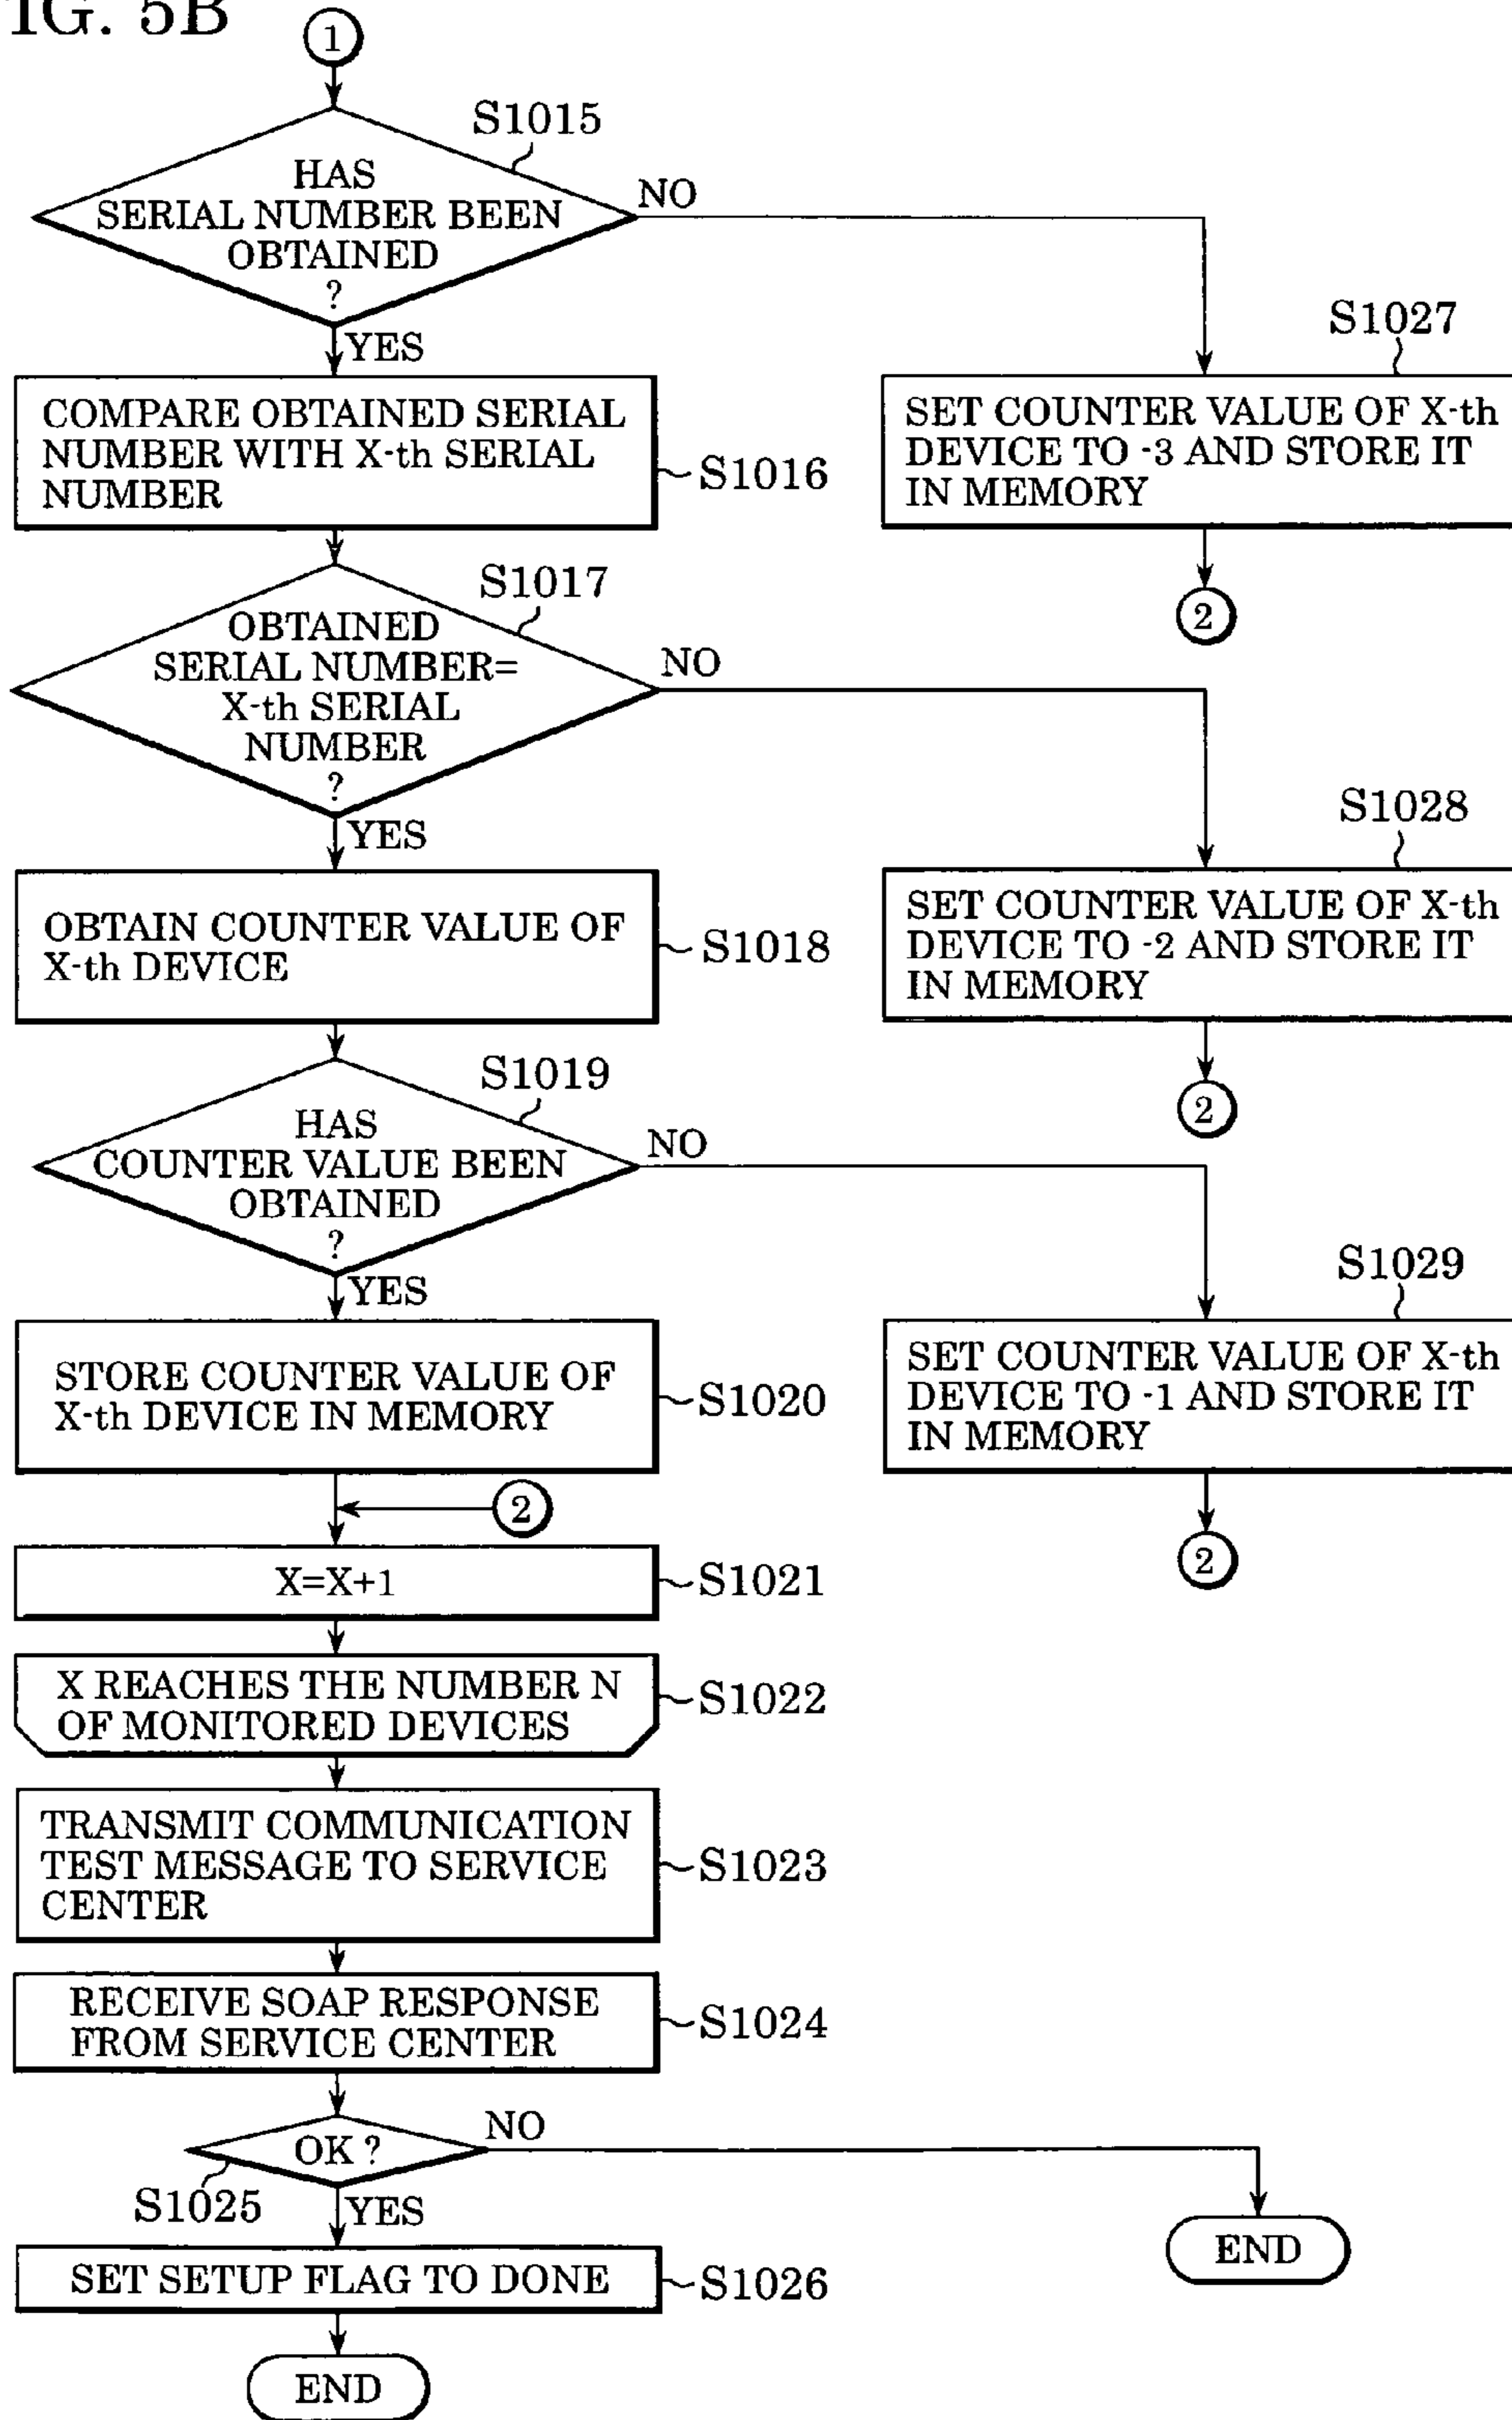 FIG. 5B
1
S1015
HAS
SERIAL NUMBER BEEN
OBTAINED
?
NO
YES
S1027
SET COUNTER VALUE OF X-th
DEVICE TO -3 AND STORE IT
IN MEMORY
2
COMPARE OBTAINED SERIAL
NUMBER WITH X-th SERIAL
NUMBER
S1016
S1017
OBTAINED
SERIAL NUMBER=
X-th SERIAL
NUMBER
?
NO
YES
S1028
SET COUNTER VALUE OF X-th
DEVICE TO -2 AND STORE IT
IN MEMORY
2
OBTAIN COUNTER VALUE OF
X-th DEVICE
S1018
S1019
HAS
COUNTER VALUE BEEN
OBTAINED
?
NO
YES
S1029
SET COUNTER VALUE OF X-th
DEVICE TO -1 AND STORE IT
IN MEMORY
2
STORE COUNTER VALUE OF
X-th DEVICE IN MEMORY
S1020
2
X=X+1
S1021
X REACHES THE NUMBER N
OF MONITORED DEVICES
S1022
TRANSMIT COMMUNICATION
TEST MESSAGE TO SERVICE
CENTER
S1023
RECEIVE SOAP RESPONSE
FROM SERVICE CENTER
S1024
OK ?
NO
S1025
YES
END
SET SETUP FLAG TO DONE
S1026
END